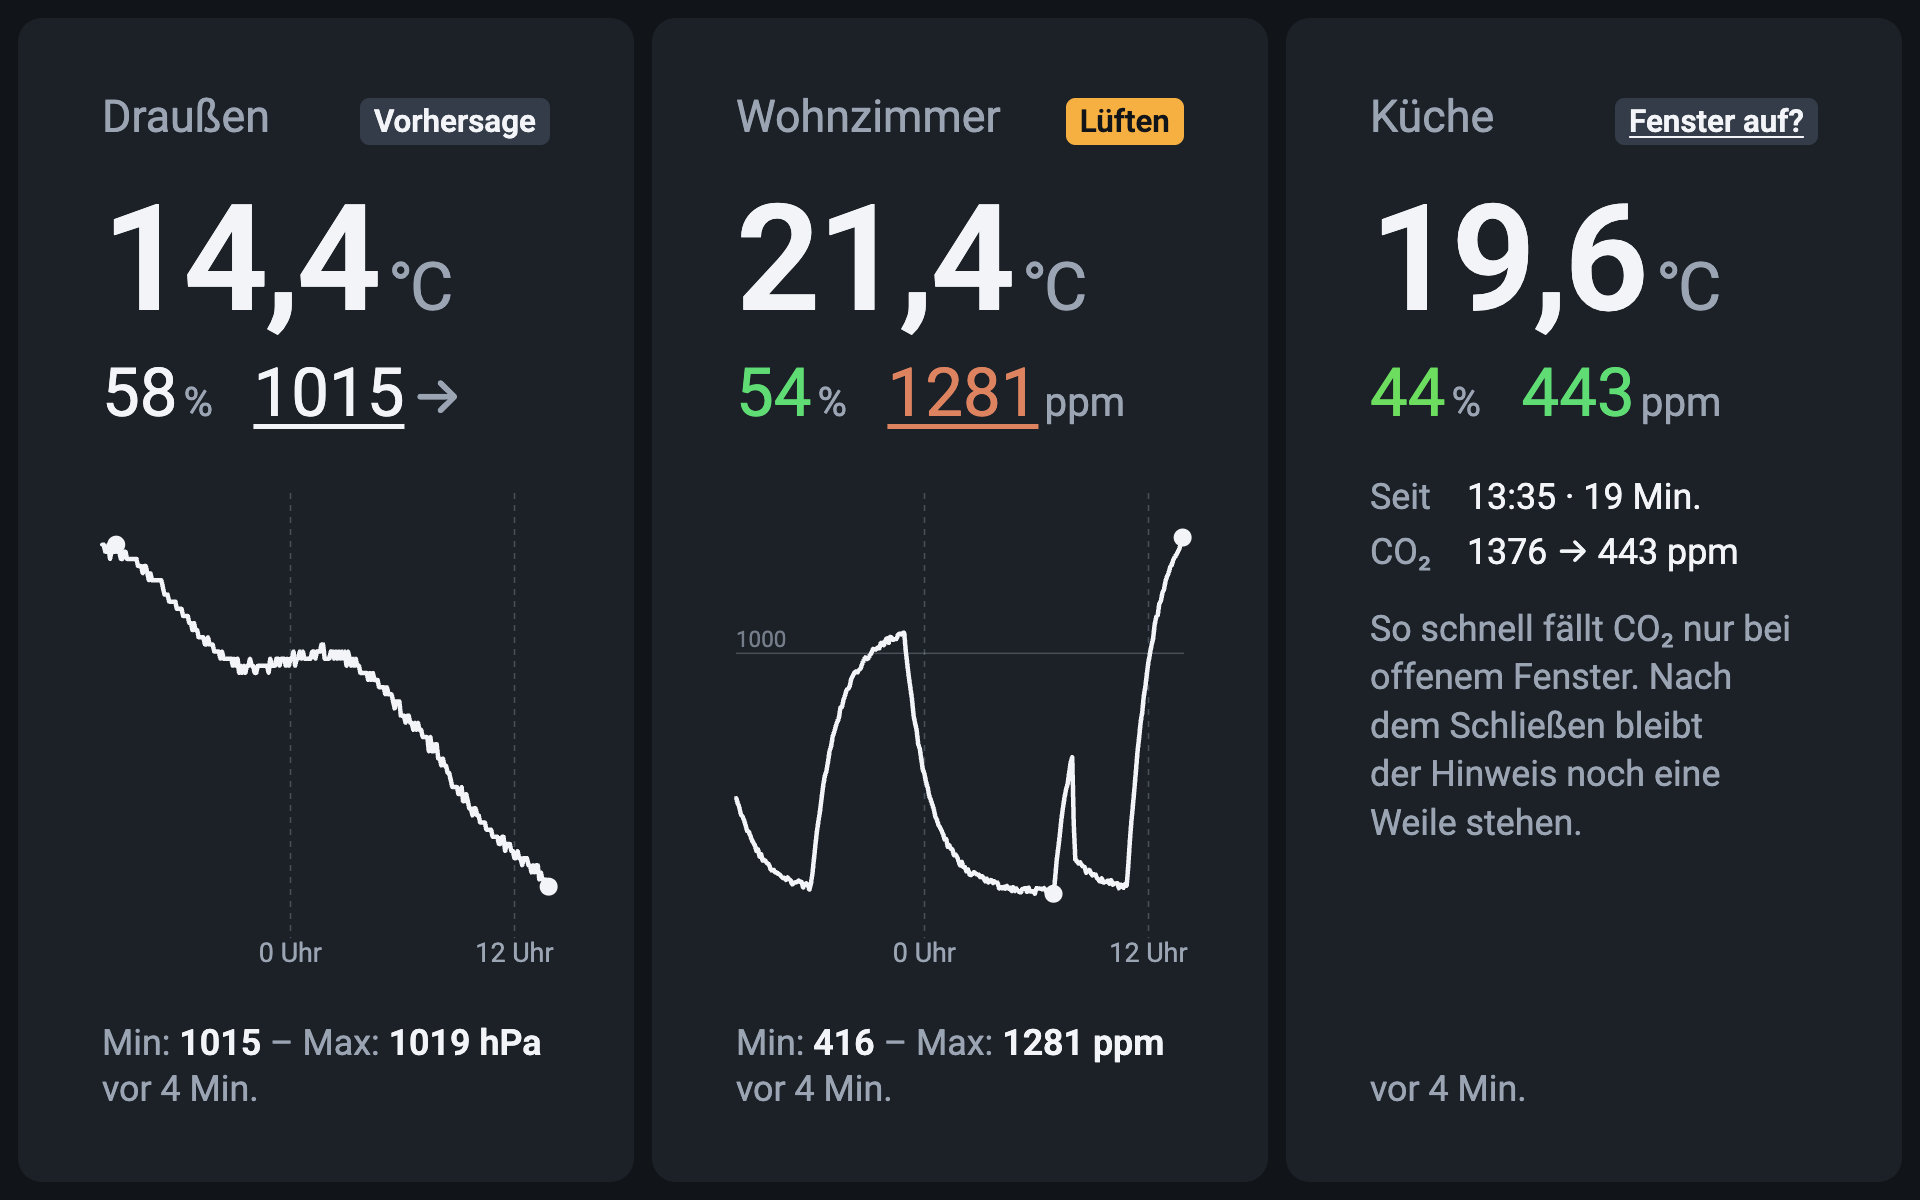 Draußen Vorhersage
14,4 °C
58 % 1015 →
0 Uhr 12 Uhr
Min: 1015 – Max: 1019 hPa
vor 4 Min.
Wohnzimmer Lüften
21,4 °C
54 % 1281 ppm
1000
0 Uhr 12 Uhr
Min: 416 – Max: 1281 ppm
vor 4 Min.
Küche Fenster auf?
19,6 °C
44 % 443 ppm
Seit 13:35 · 19 Min.
CO₂ 1376 → 443 ppm
So schnell fällt CO₂ nur bei
offenem Fenster. Nach
dem Schließen bleibt
der Hinweis noch eine
Weile stehen.
vor 4 Min.